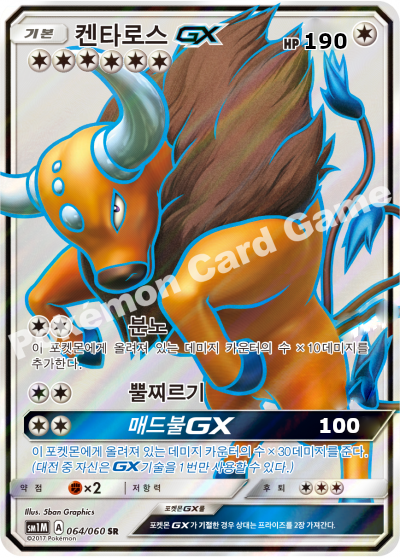 기본 켄타로스 GX HP 190
Pokémon Card Game
분노
이 포켓몬에게 올려져 있는 데미지 카운터의 수 ×10데미지를
추가한다.
뿔찌르기 100
매드불GX
이 포켓몬에게 올려져 있는 데미지 카운터의 수×30데미지를 준다.
(대전 중 자신은 GX기술을 1번만 사용할 수 있다.)
약점 ×2 저항력 후퇴
Illus. 5ban Graphics
포켓몬GX룰
SM1M A 064/060 SR
포켓몬GX가 기절한 경우 상대는 프라이즈를 2장 가져간다.
©2017 Pokémon